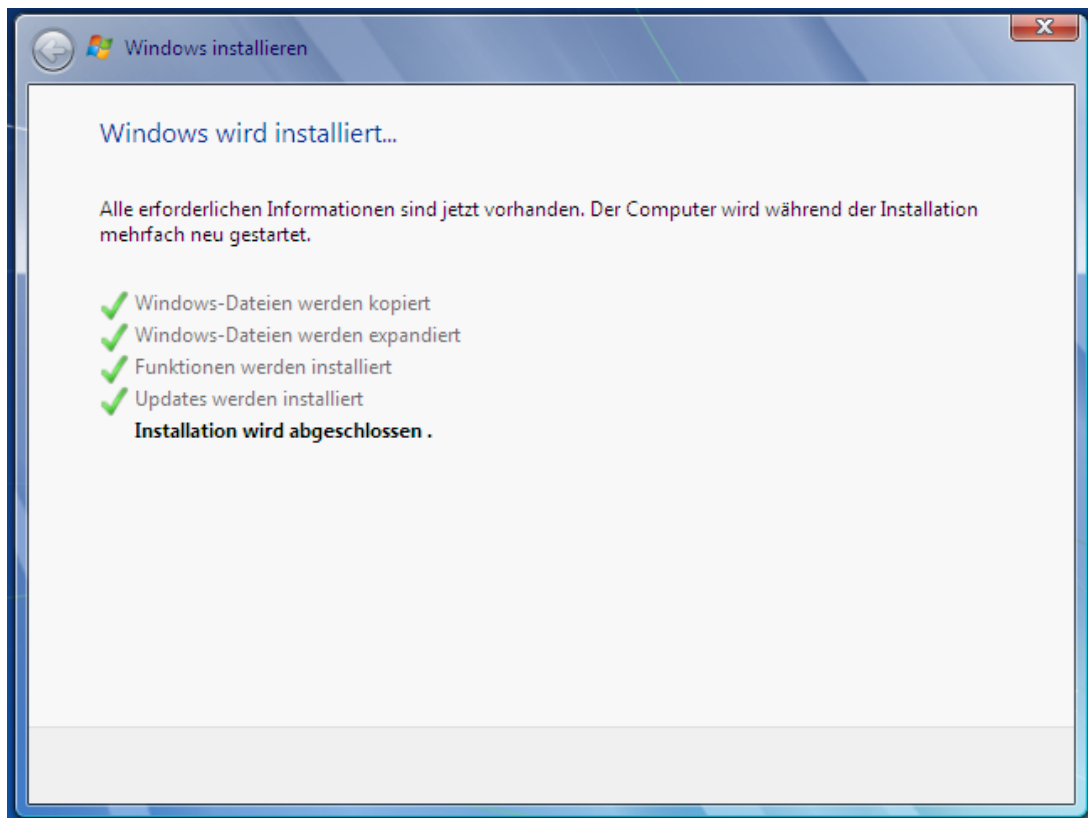 Windows installieren
Windows wird installiert...
Alle erforderlichen Informationen sind jetzt vorhanden. Der Computer wird während der Installation
mehrfach neu gestartet.
Windows-Dateien werden kopiert
Windows-Dateien werden expandiert
Funktionen werden installiert
Updates werden installiert
Installation wird abgeschlossen .